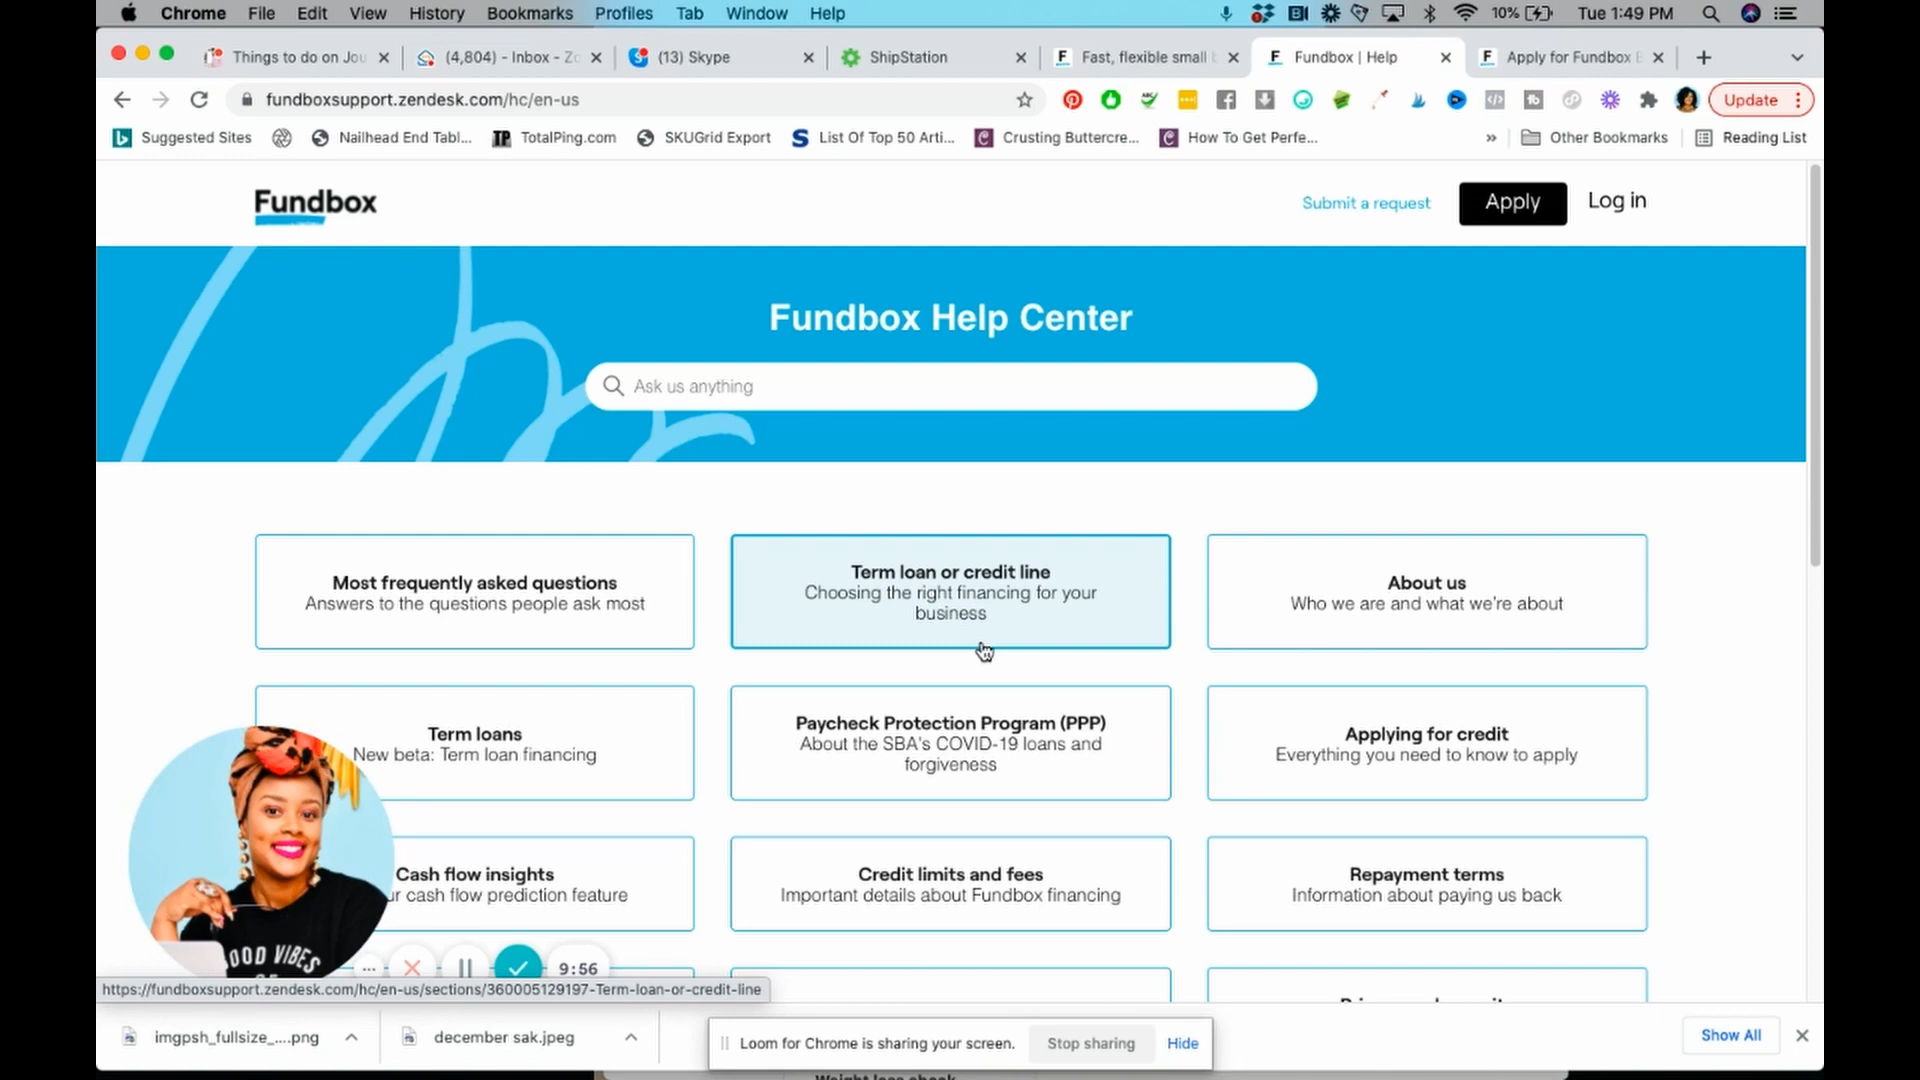 Chrome File Edit View History Bookmarks Profiles Tab Window Help 10% Tue 1:49 PM
Things to do on Jou (4,804) - Inbox - Zo (13) Skype ShipStation Fast, flexible small b Fundbox | Help Apply for Fundbox B
fundboxsupport.zendesk.com/hc/en-us Update
Suggested Sites Nailhead End Tabl... TotalPing.com SKUGrid Export List Of Top 50 Arti... Crusting Buttercre... How To Get Perfe... » Other Bookmarks Reading List
Fundbox Submit a request Apply Log in
Fundbox Help Center
Ask us anything
Most frequently asked questions
Answers to the questions people ask most
Term loan or credit line
Choosing the right financing for your
business
About us
Who we are and what we're about
Term loans
New beta: Term loan financing
Paycheck Protection Program (PPP)
About the SBA's COVID-19 loans and
forgiveness
Applying for credit
Everything you need to know to apply
Cash flow insights
ur cash flow prediction feature
Credit limits and fees
Important details about Fundbox financing
Repayment terms
Information about paying us back
OOD VIBES
9:56
https://fundboxsupport.zendesk.com/hc/en-us/sections/360005129197-Term-loan-or-credit-line
imgpsh_fullsize_....png december sak.jpeg
Loom for Chrome is sharing your screen. Stop sharing Hide
Show All